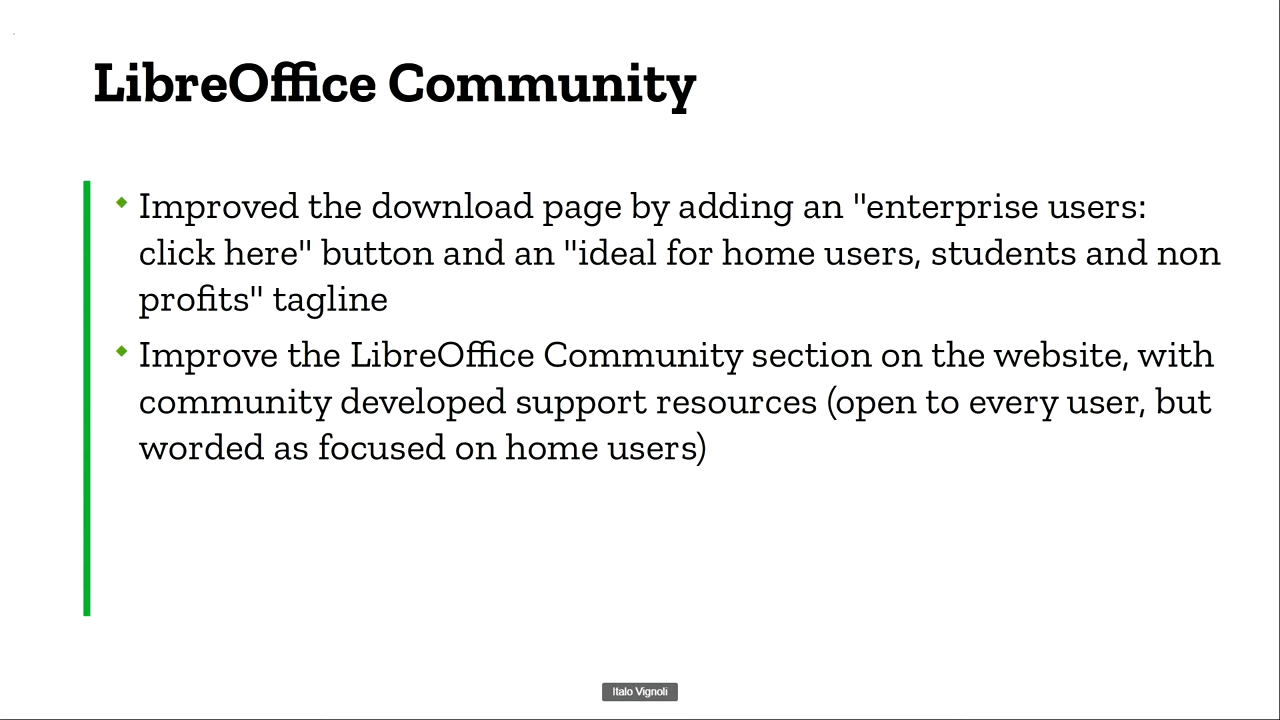 LibreOffice Community
Improved the download page by adding an "enterprise users:
click here" button and an "ideal for home users, students and non
profits" tagline
Improve the LibreOffice Community section on the website, with
community developed support resources (open to every user, but
worded as focused on home users)
Italo Vignoli